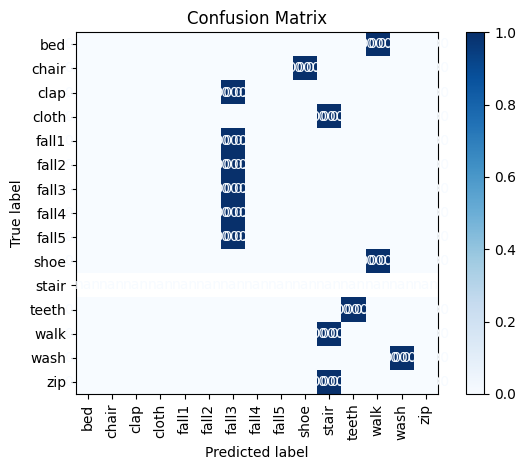 Confusion Matrix
True label
bed
chair
clap
cloth
fall1
fall2
fall3
fall4
fall5
shoe
stair
teeth
walk
wash
zip
bed
chair
clap
cloth
fall1
fall2
fall3
fall4
fall5
shoe
stair
teeth
walk
wash
zip
Predicted label
1.0
0.8
0.6
0.4
0.2
0.0